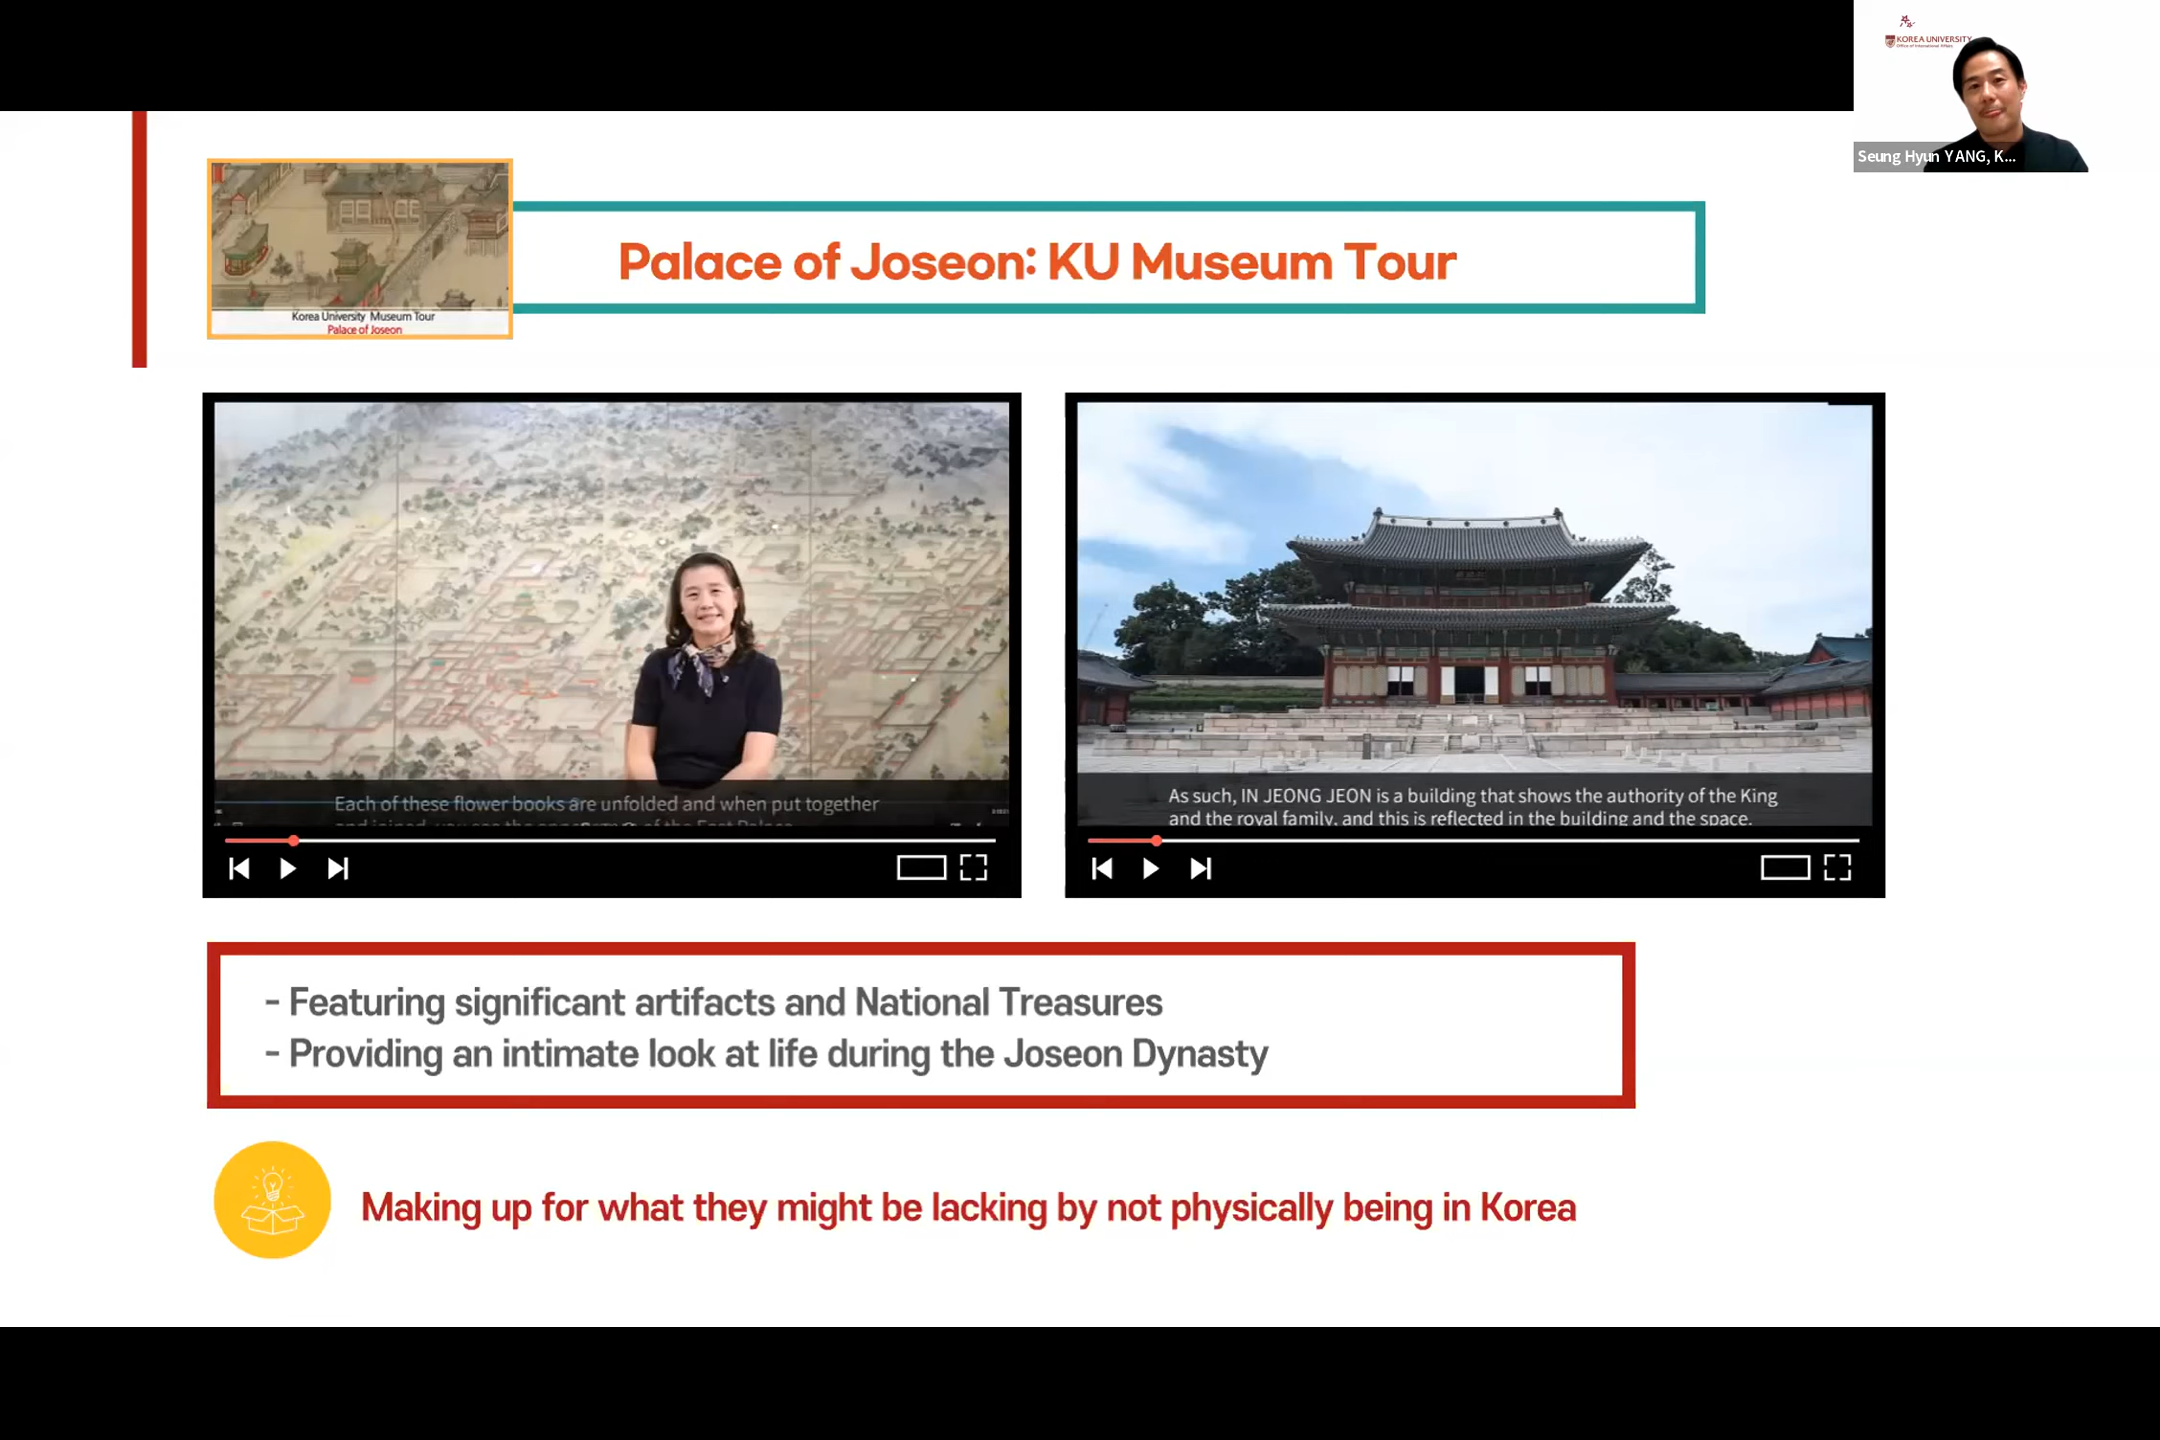 KOREA UNIVERSITY
Office of International Affairs
Seung Hyun YANG, K...
Palace of Joseon: KU Museum Tour
Korea University Museum Tour
Palace of Joseon
Each of these flower books are unfolded and when put together
As such, IN JEONG JEON is a building that shows the authority of the King
and the royal family, and this is reflected in the building and the space.
- Featuring significant artifacts and National Treasures
- Providing an intimate look at life during the Joseon Dynasty
Making up for what they might be lacking by not physically being in Korea